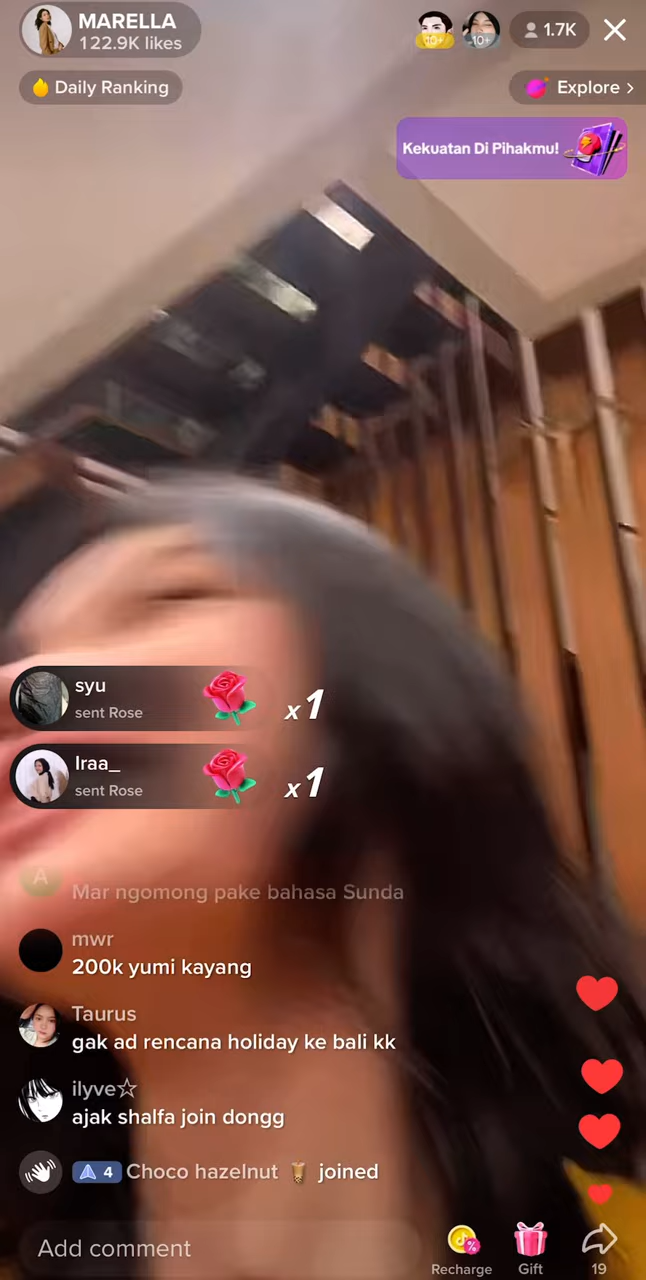 MARELLA
122.9K likes
10+
10+
1.7K
Daily Ranking
Explore
Kekuatan Di Pihakmu!
syu
sent Rose
x1
Iraa_
sent Rose
x1
A
Mar ngomong pake bahasa Sunda
mwr
200k yumi kayang
Taurus
gak ad rencana holiday ke bali kk
ilyve☆
ajak shalfa join dongg
4 Choco hazelnut 🧋 joined
Add comment
Recharge
Gift
19